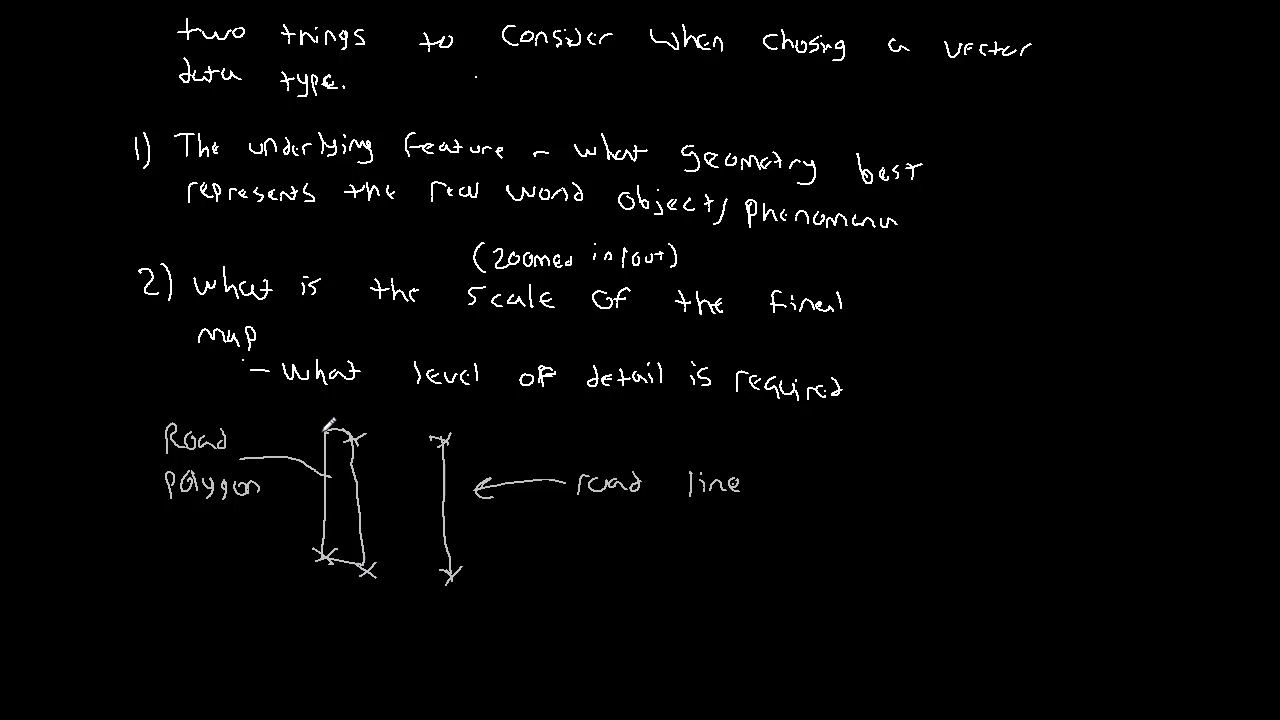 two things to consider when chosing a vector
data type.
1) The underlying feature - what geometry best
represents the real word object/phenomena
(zoomed in/out)
2) what is the scale of the final
map
- what level of detail is required
Road
polygon
road line